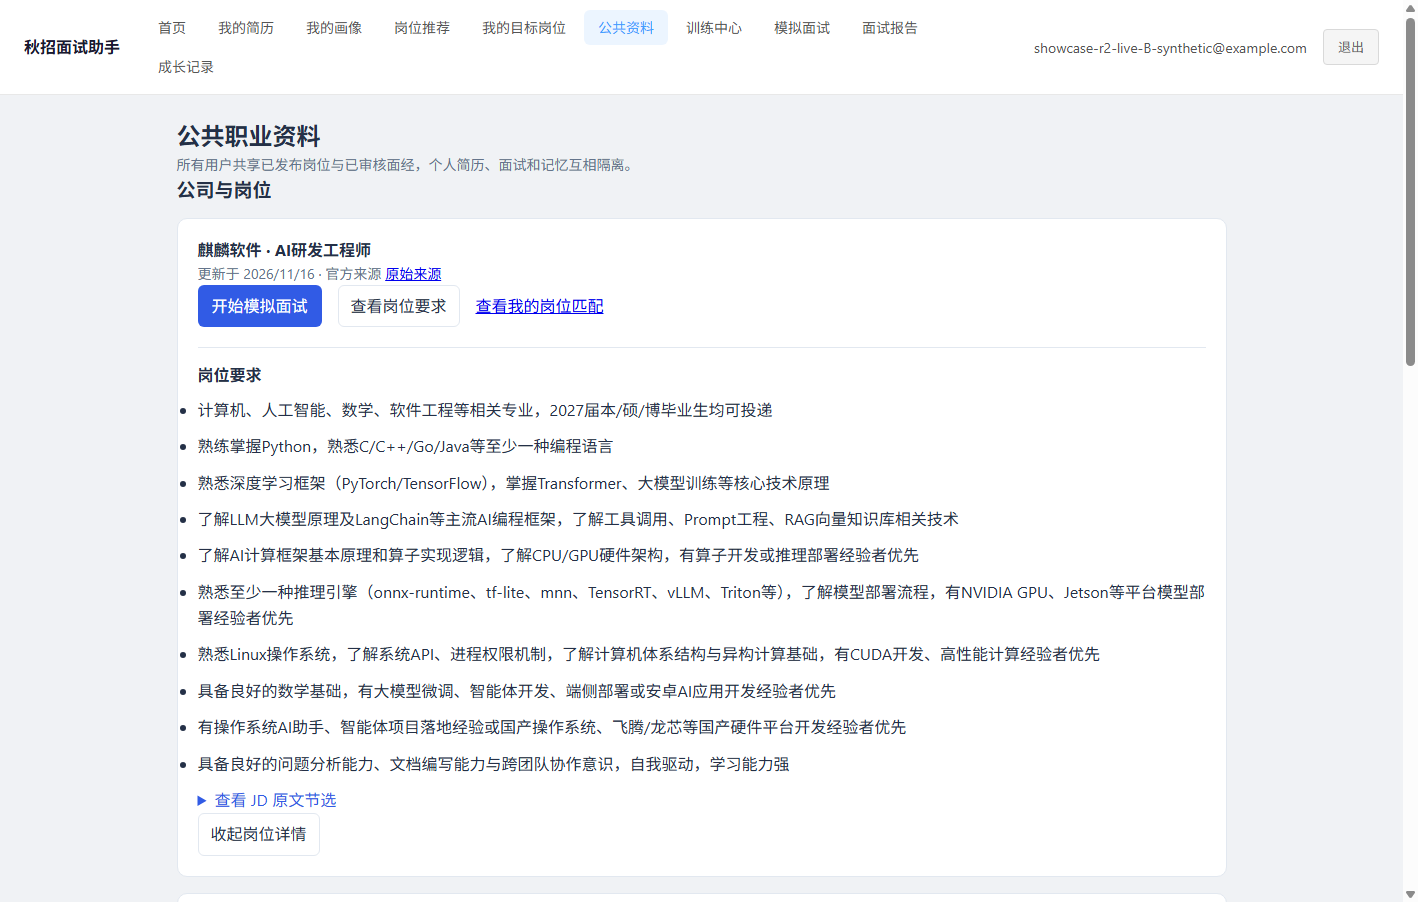 秋招面试助手
首页 我的简历 我的画像 岗位推荐 我的目标岗位 公共资料 训练中心 模拟面试 面试报告
成长记录
showcase-r2-live-B-synthetic@example.com 退出
公共职业资料
所有用户共享已发布岗位与已审核面经，个人简历、面试和记忆互相隔离。
公司与岗位
麒麟软件 · AI研发工程师
更新于 2026/11/16 · 官方来源 原始来源
开始模拟面试 查看岗位要求 查看我的岗位匹配
岗位要求
计算机、人工智能、数学、软件工程等相关专业，2027届本/硕/博毕业生均可投递
熟练掌握Python，熟悉C/C++/Go/Java等至少一种编程语言
熟悉深度学习框架（PyTorch/TensorFlow），掌握Transformer、大模型训练等核心技术原理
了解LLM大模型原理及LangChain等主流AI编程框架，了解工具调用、Prompt工程、RAG向量知识库相关技术
了解AI计算框架基本原理和算子实现逻辑，了解CPU/GPU硬件架构，有算子开发或推理部署经验者优先
熟悉至少一种推理引擎（onnx-runtime、tf-lite、mnn、TensorRT、vLLM、Triton等），了解模型部署流程，有NVIDIA GPU、Jetson等平台模型部
署经验者优先
熟悉Linux操作系统，了解系统API、进程权限机制，了解计算机体系结构与异构计算基础，有CUDA开发、高性能计算经验者优先
具备良好的数学基础，有大模型微调、智能体开发、端侧部署或安卓AI应用开发经验者优先
有操作系统AI助手、智能体项目落地经验或国产操作系统、飞腾/龙芯等国产硬件平台开发经验者优先
具备良好的问题分析能力、文档编写能力与跨团队协作意识，自我驱动，学习能力强
查看 JD 原文节选
收起岗位详情